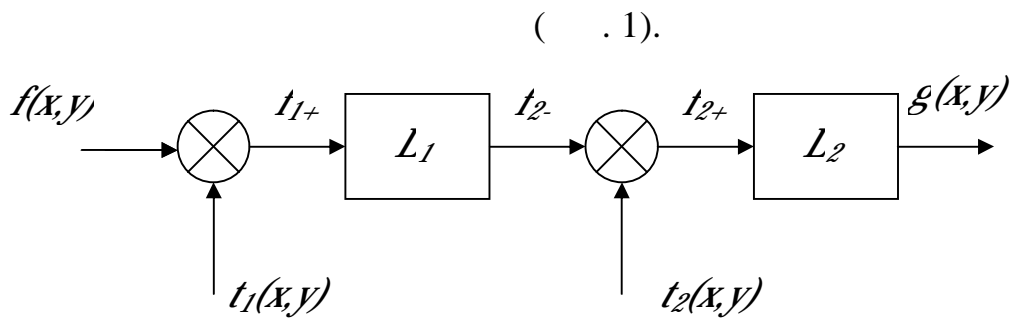 ( . 1).
f(x,y) t₁₊ L₁ t₂₋ t₂₊ L₂ g(x,y)
t₁(x,y) t₂(x,y)